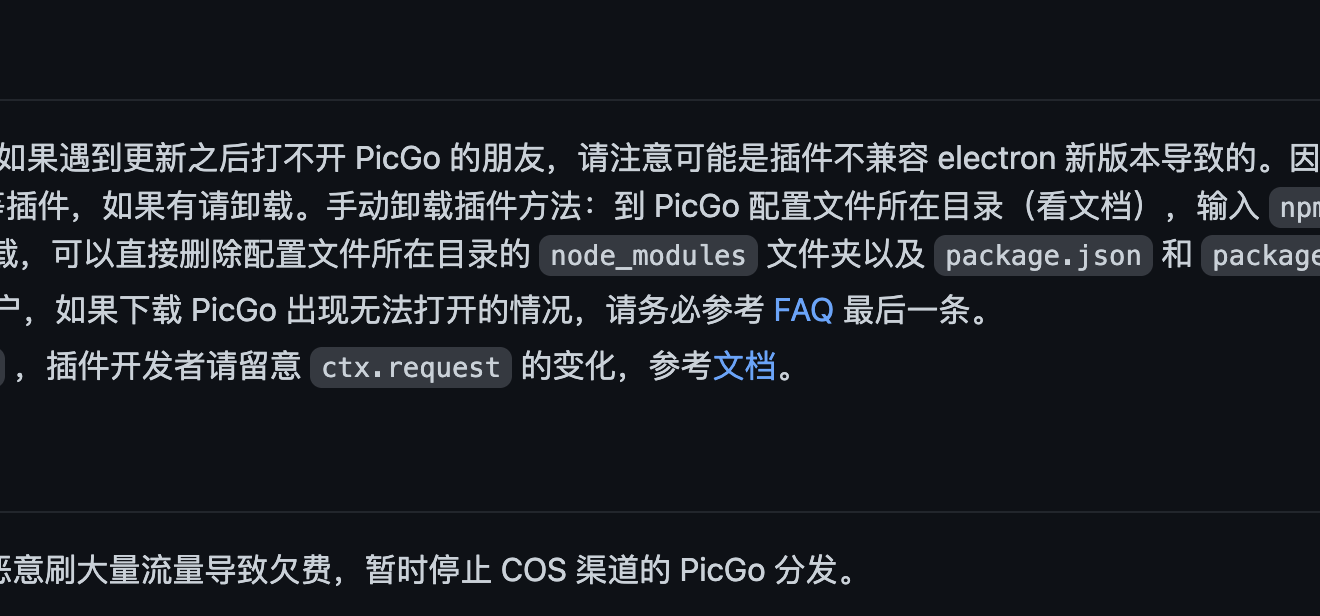 如果遇到更新之后打不开 PicGo 的朋友，请注意可能是插件不兼容 electron 新版本导致的。因
等插件，如果有请卸载。手动卸载插件方法：到 PicGo 配置文件所在目录（看文档），输入 npm
载，可以直接删除配置文件所在目录的 node_modules 文件夹以及 package.json 和 package
户，如果下载 PicGo 出现无法打开的情况，请务必参考 FAQ 最后一条。
，插件开发者请留意 ctx.request 的变化，参考文档。
恶意刷大量流量导致欠费，暂时停止 COS 渠道的 PicGo 分发。